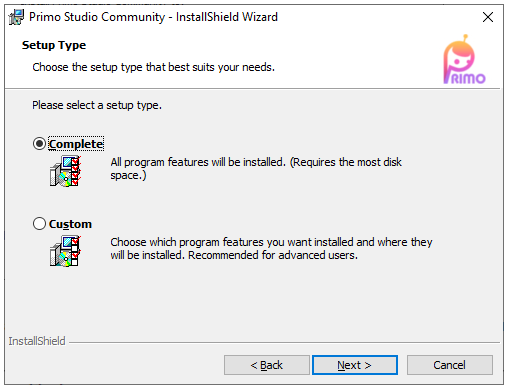 Primo Studio Community - InstallShield Wizard
Setup Type
Choose the setup type that best suits your needs.
PRIMO
Please select a setup type.
Complete
All program features will be installed. (Requires the most disk
space.)
Custom
Choose which program features you want installed and where they
will be installed. Recommended for advanced users.
InstallShield
< Back
Next >
Cancel